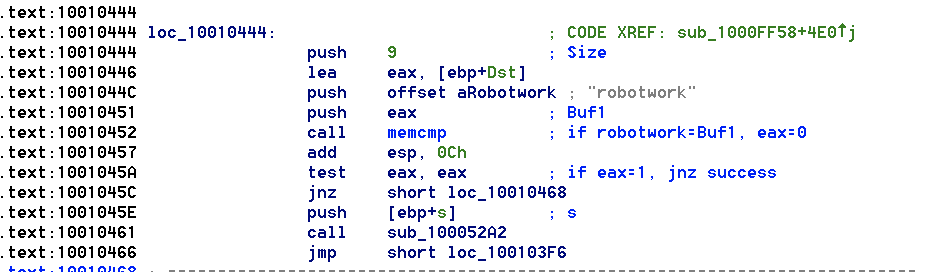 .text:10010444
.text:10010444 loc_10010444: ; CODE XREF: sub_1000FF58+4E0↑j
.text:10010444 push 9 ; Size
.text:10010446 lea eax, [ebp+Dst]
.text:1001044C push offset aRobotwork ; "robotwork"
.text:10010451 push eax ; Buf1
.text:10010452 call memcmp ; if robotwork=Buf1, eax=0
.text:10010457 add esp, 0Ch
.text:1001045A test eax, eax ; if eax=1, jnz success
.text:1001045C jnz short loc_10010468
.text:1001045E push [ebp+s] ; s
.text:10010461 call sub_100052A2
.text:10010466 jmp short loc_100103F6
.text:10010468 ; ---------------------------------------------------------------------------